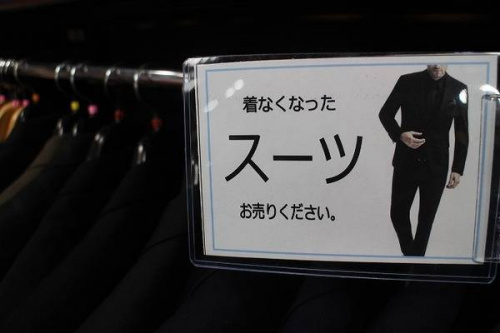 着なくなった
スーツ
お売りください。